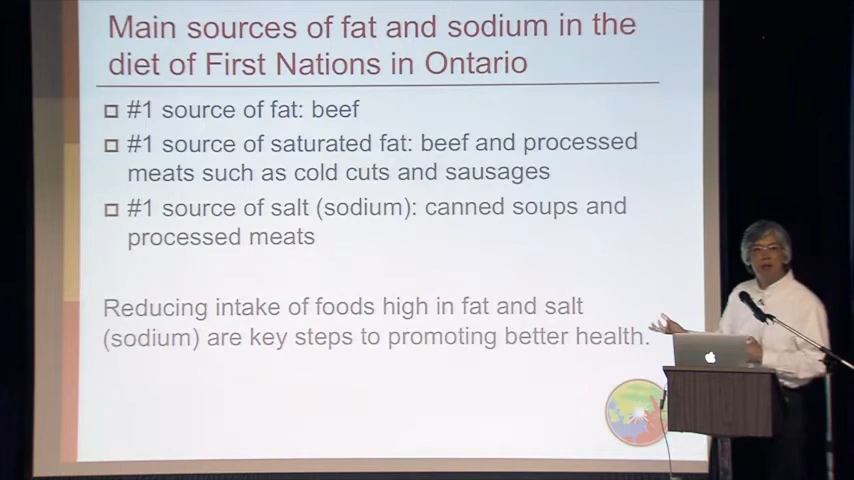 Main sources of fat and sodium in the
diet of First Nations in Ontario
#1 source of fat: beef
#1 source of saturated fat: beef and processed
meats such as cold cuts and sausages
#1 source of salt (sodium): canned soups and
processed meats
Reducing intake of foods high in fat and salt
(sodium) are key steps to promoting better health.